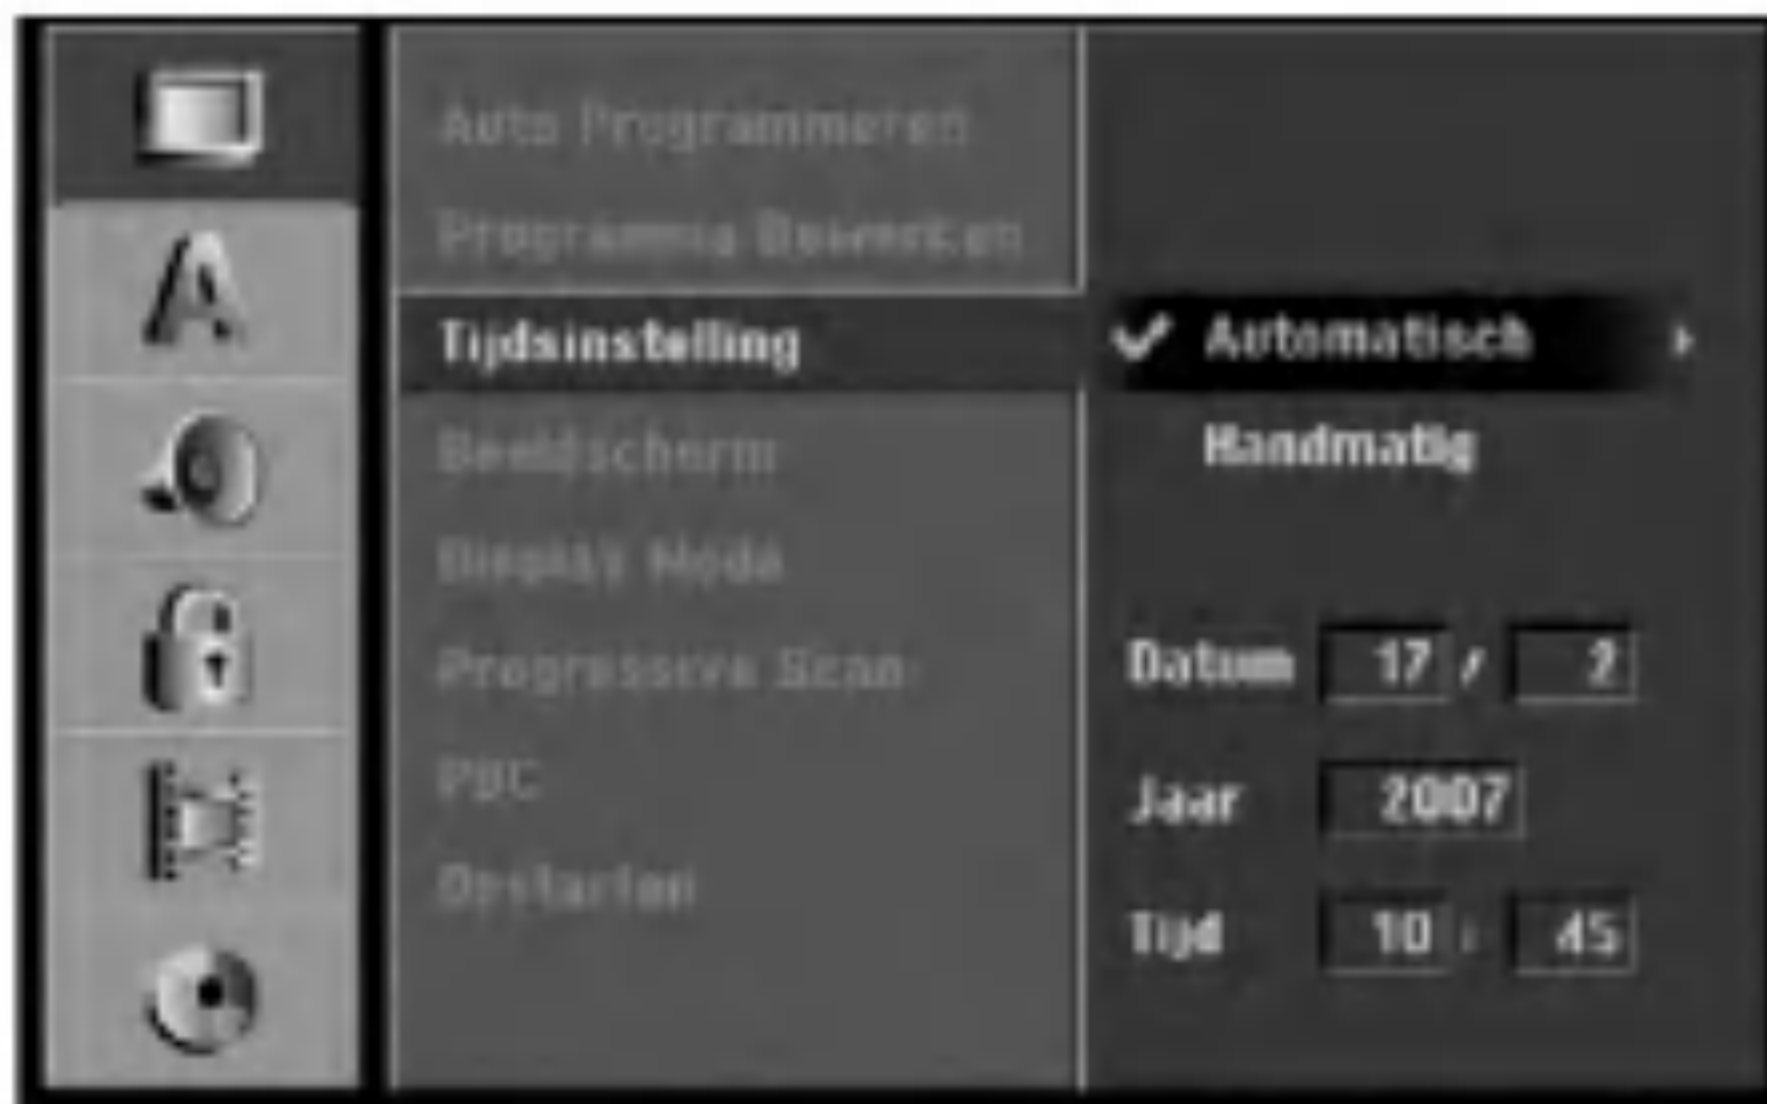 Auto Programmeren
Programma Bewerken
Tijdsinstelling
Automatisch
Handmatig
Beeldscherm
Display Mode
Progressive Scan
PBC
Opstarten
Datum 17 / 2
Jaar 2007
Tijd 10 : 45